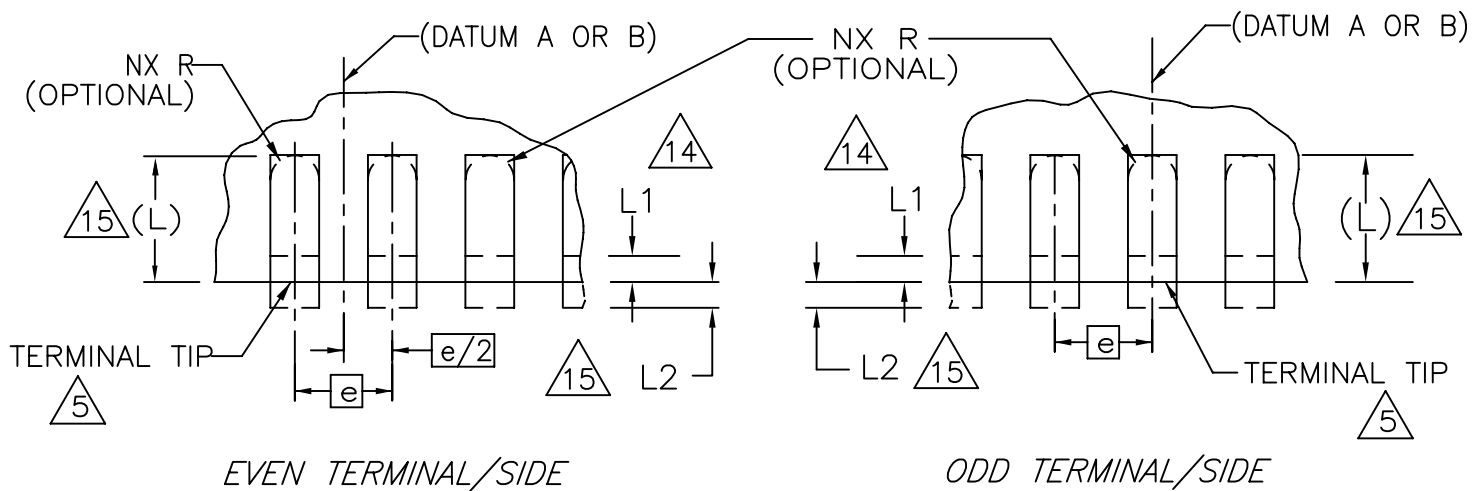 (DATUM A OR B)
NX R
(OPTIONAL)
14
L1
15
(L)
TERMINAL TIP
5
e/2
e
15
L2
EVEN TERMINAL/SIDE
NX R
(OPTIONAL)
(DATUM A OR B)
14
L1
(L)
15
L2
15
e
TERMINAL TIP
5
ODD TERMINAL/SIDE